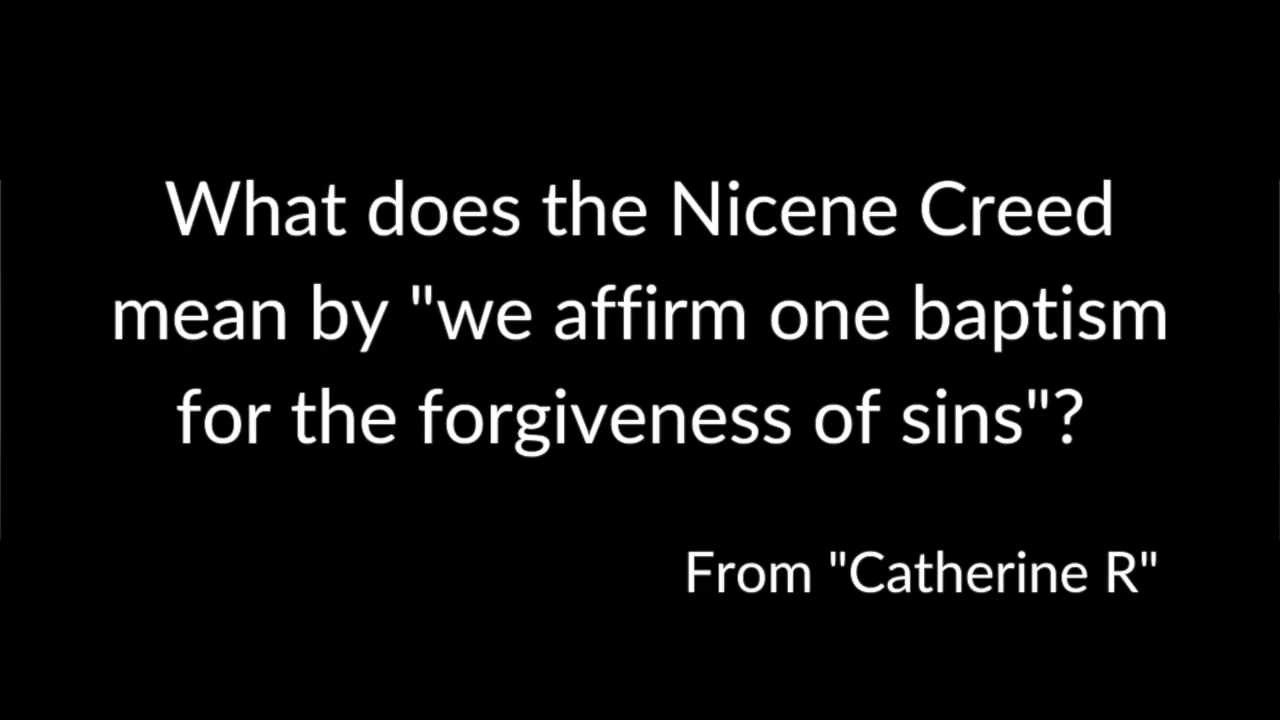 What does the Nicene Creed
mean by "we affirm one baptism
for the forgiveness of sins"?
From "Catherine R"